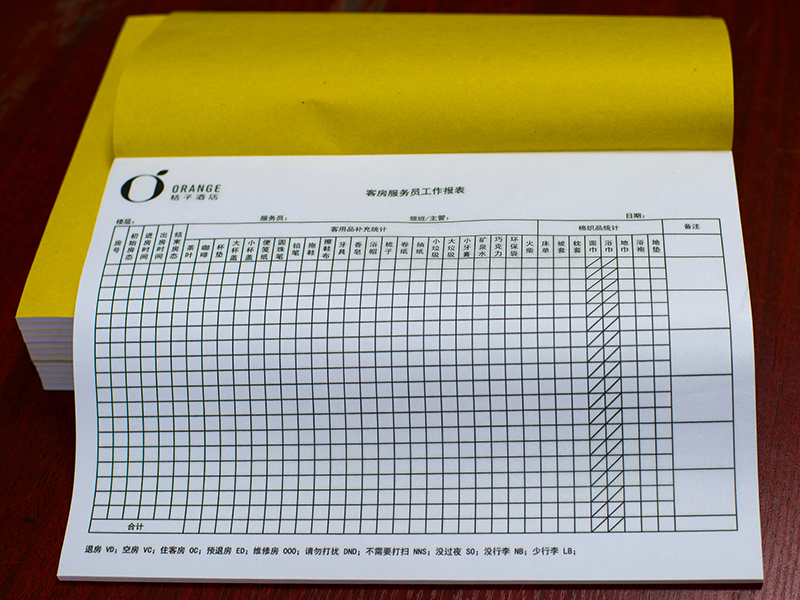 ORANGE
桔子酒店
客房服务员工作报表
楼层: 服务员: 领班/主管: 日期:
客用品补充统计 棉织品统计 备注
房号 初始房态 进房时间 出房时间 结束房态 茶叶 咖啡 杯垫 大杯盖 小杯盖 便笺纸 圆珠笔 铅笔 拖鞋 擦鞋布 牙具 香皂 浴帽 梳子 卷纸 抽纸 小垃圾 大垃圾 小牙膏 矿泉水 巧克力 环保袋 火柴 床单 被套 枕套 面巾 浴巾 地巾 浴袍 地垫
合计
退房 VD; 空房 VC; 住客房 OC; 预退房 ED; 维修房 OOO; 请勿打扰 DND; 不需要打扫 NNS; 没过夜 SO; 没行李 NB; 少行李 LB;